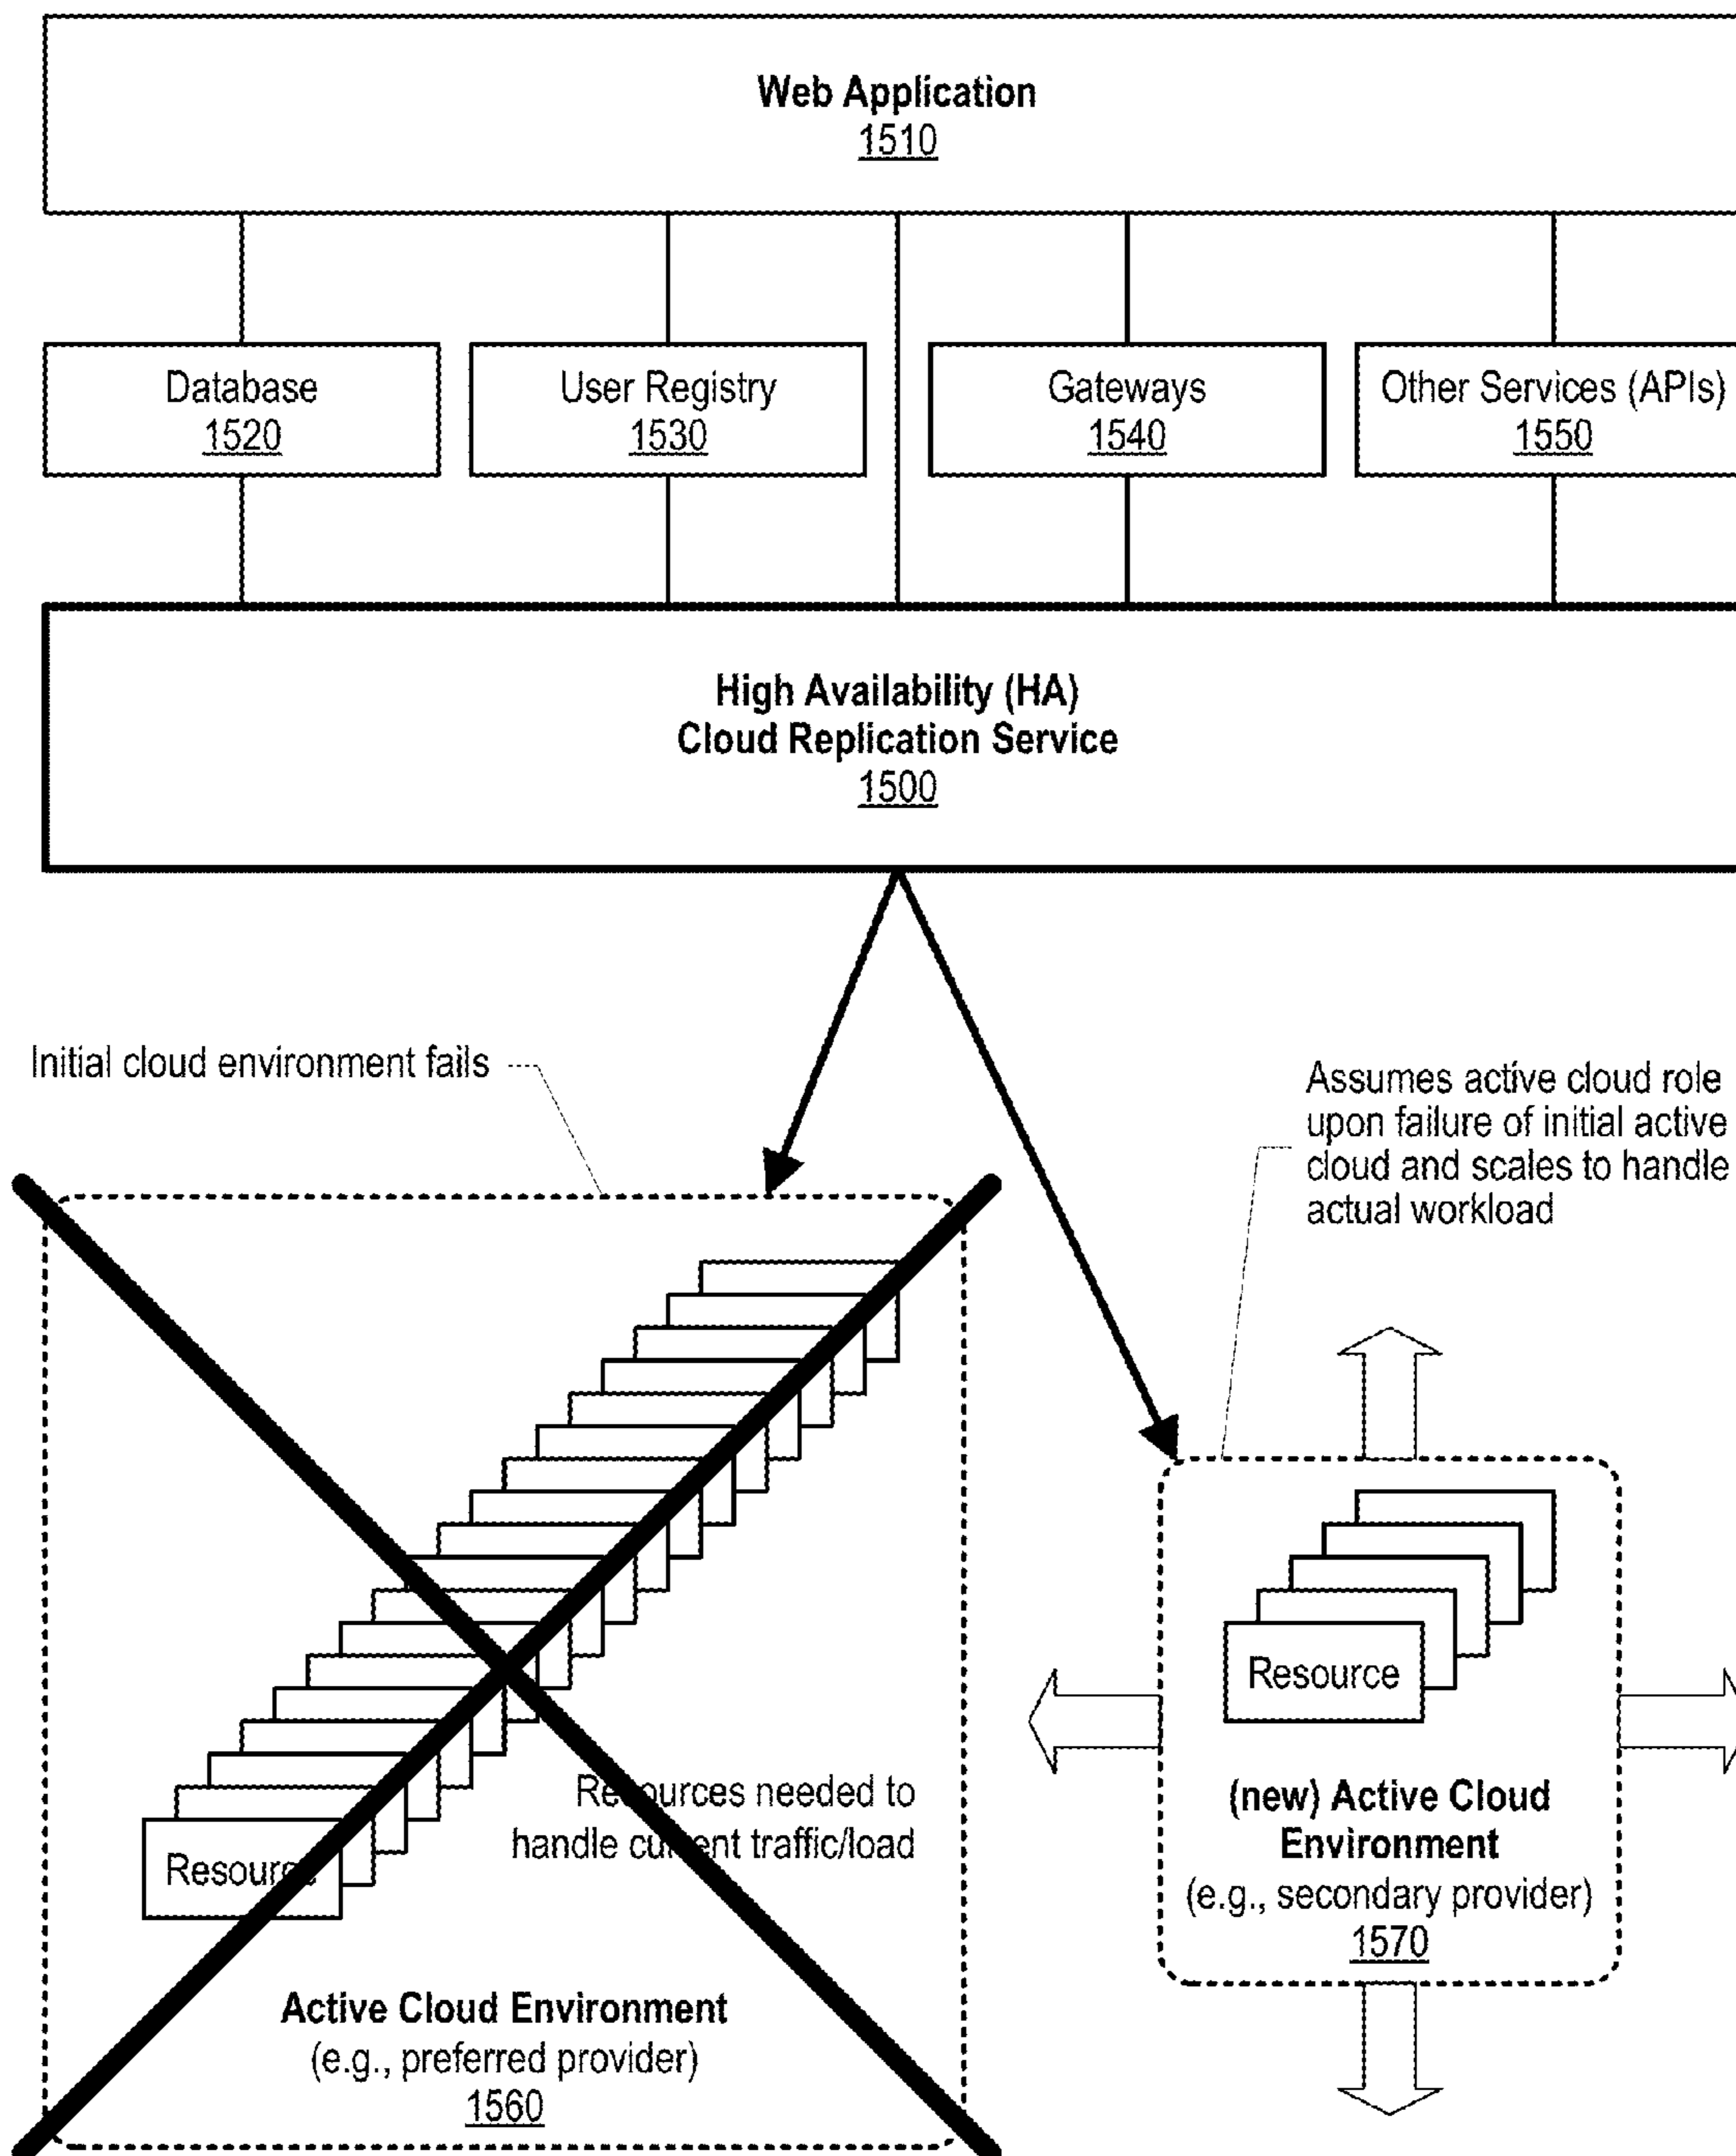 Web Application
1510
Database
1520
User Registry
1530
Gateways
1540
Other Services (APIs)
1550
High Availability (HA)
Cloud Replication Service
1500
Initial cloud environment fails
Assumes active cloud role
upon failure of initial active
cloud and scales to handle
actual workload
Resource
Resources needed to
handle current traffic/load
Active Cloud Environment
(e.g., preferred provider)
1560
Resource
(new) Active Cloud
Environment
(e.g., secondary provider)
1570